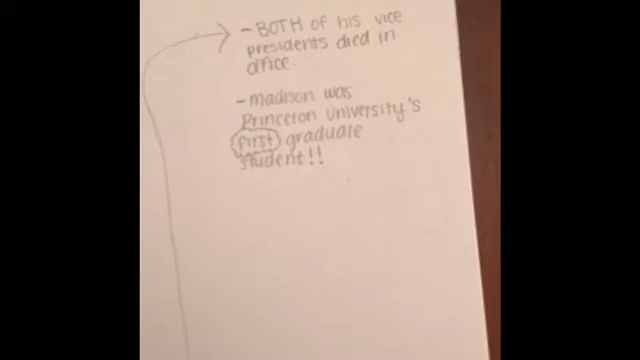 - BOTH of his vice
presidents died in
office.
- madison was
Princeton university's
first graduate
student!!